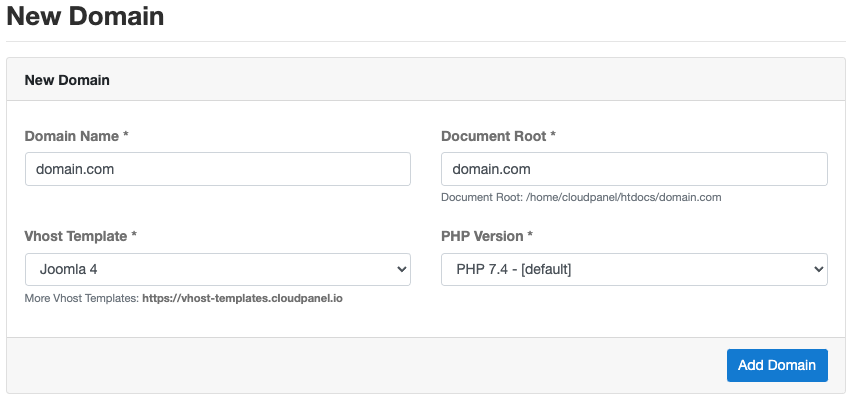 New Domain
New Domain
Domain Name *
Document Root *
domain.com
domain.com
Document Root: /home/cloudpanel/htdocs/domain.com
Vhost Template *
PHP Version *
Joomla 4
PHP 7.4 - [default]
More Vhost Templates: https://vhost-templates.cloudpanel.io
Add Domain